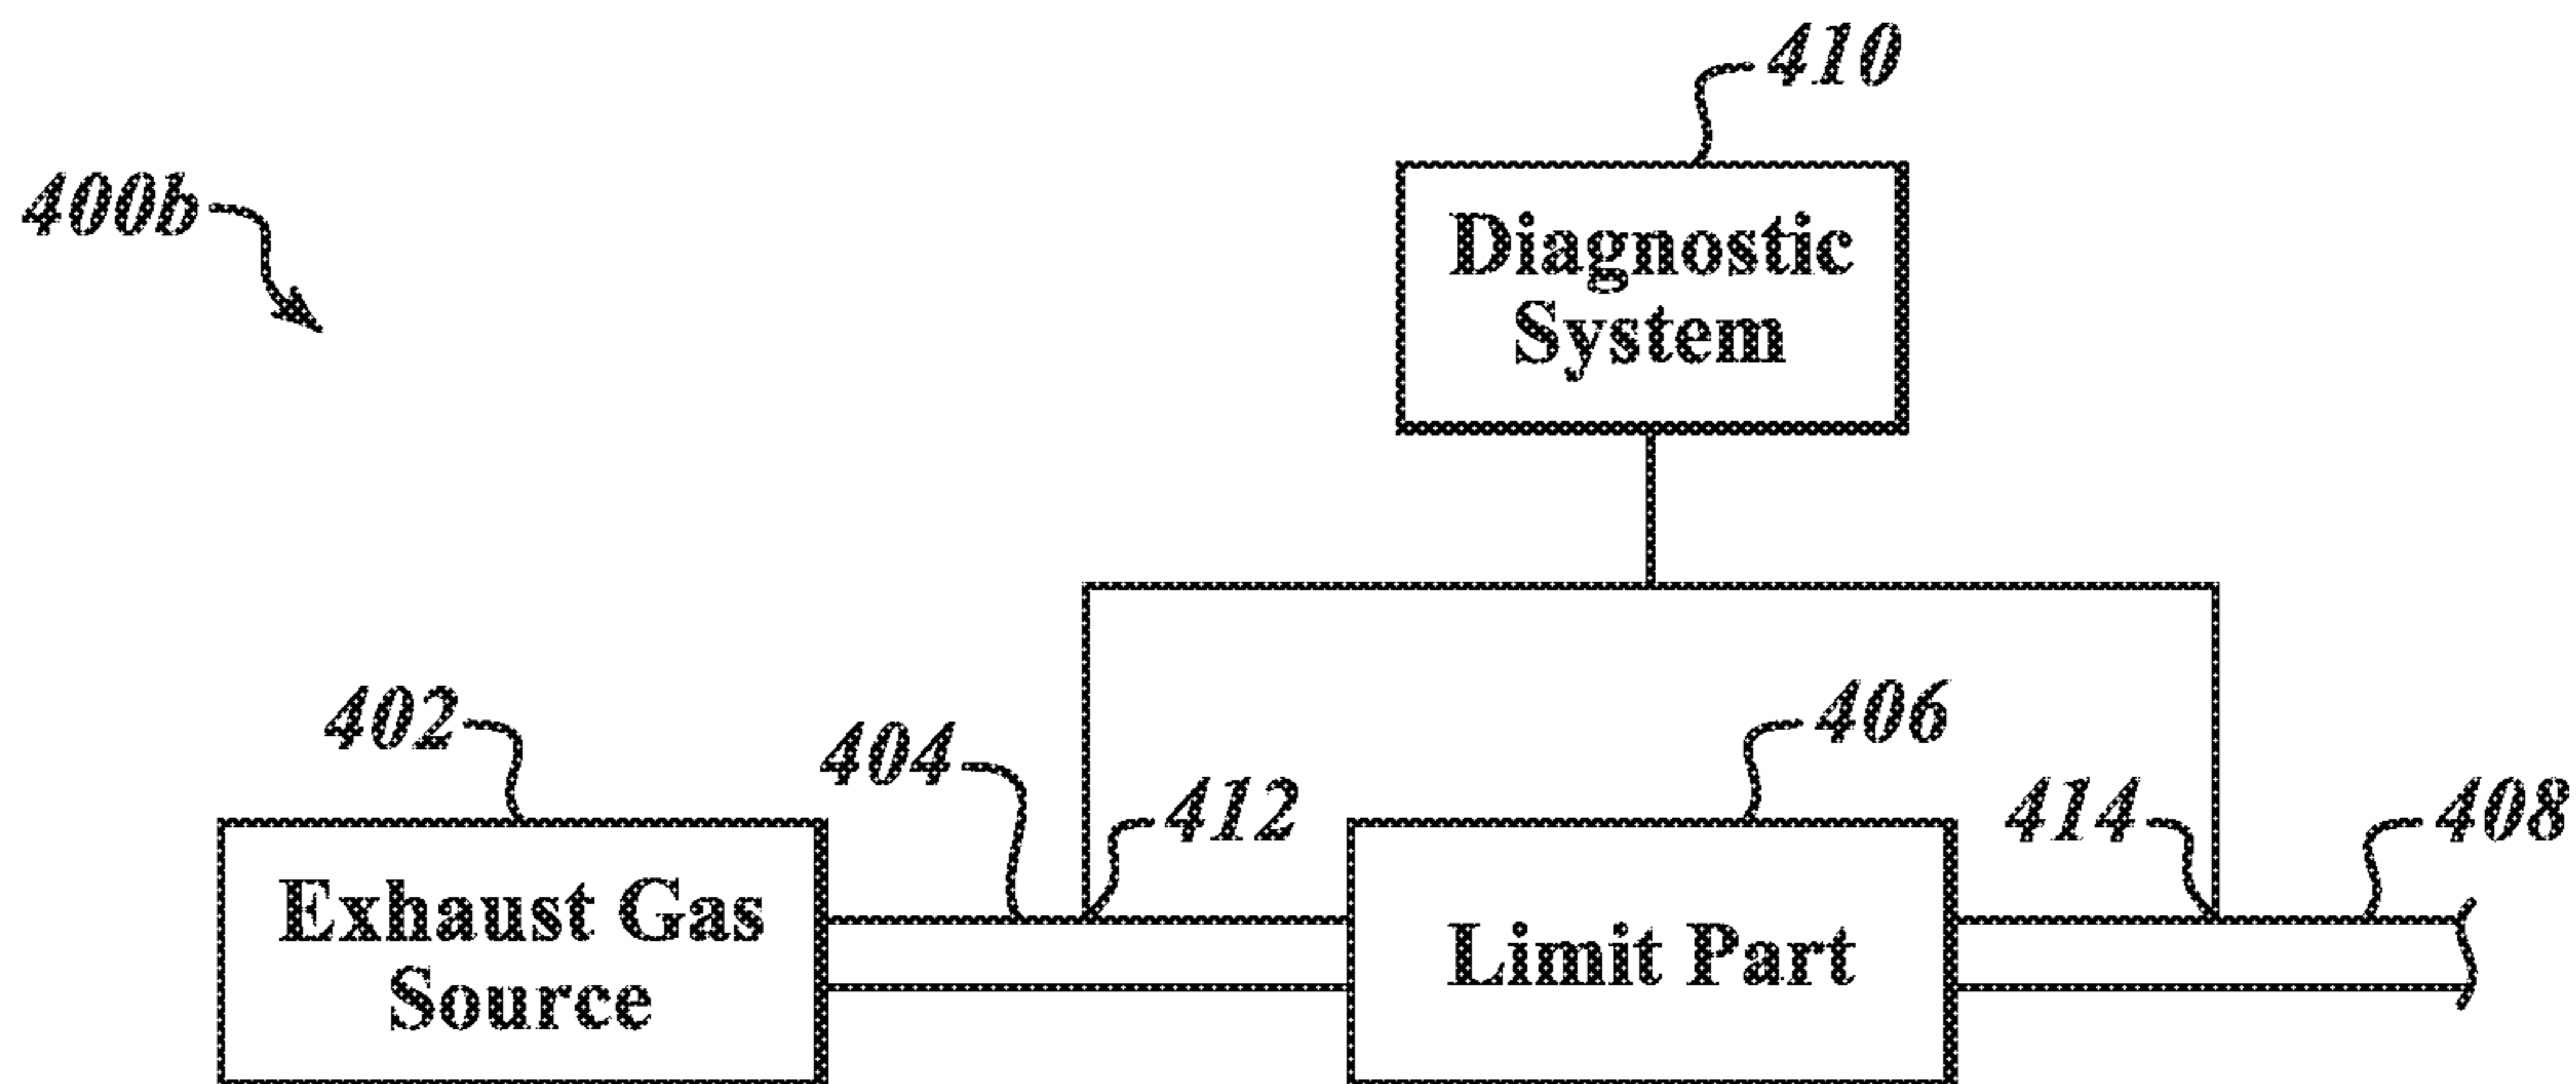 410
400b
Diagnostic
System
402
404
412
406
414
408
Exhaust Gas
Source
Limit Part